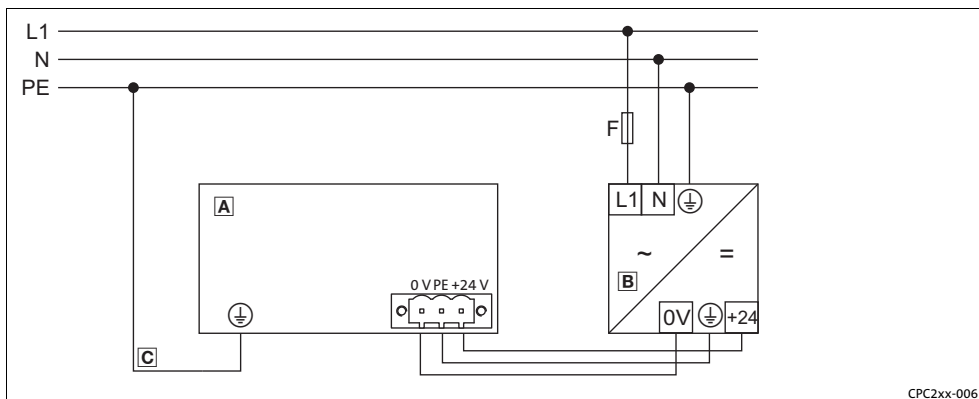 L1
N
PE
F
A
L1 N
~ =
B
0 V PE +24 V
0V +24
C
CPC2xx-006